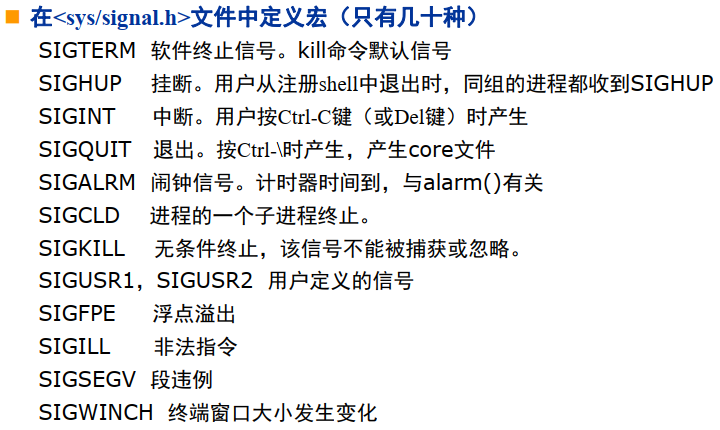 在<sys/signal.h>文件中定义宏（只有几十种）
SIGTERM 软件终止信号。kill命令默认信号
SIGHUP 挂断。用户从注册shell中退出时，同组的进程都收到SIGHUP
SIGINT 中断。用户按Ctrl-C键（或Del键）时产生
SIGQUIT 退出。按Ctrl-\时产生，产生core文件
SIGALRM 闹钟信号。计时器时间到，与alarm()有关
SIGCLD 进程的一个子进程终止。
SIGKILL 无条件终止，该信号不能被捕获或忽略。
SIGUSR1，SIGUSR2 用户定义的信号
SIGFPE 浮点溢出
SIGILL 非法指令
SIGSEGV 段违例
SIGWINCH 终端窗口大小发生变化